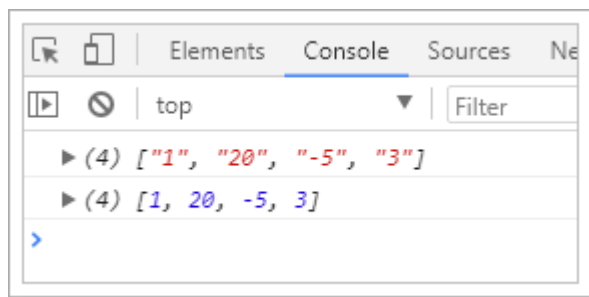 Elements Console Sources Ne
top Filter
(4) ["1", "20", "-5", "3"]
(4) [1, 20, -5, 3]